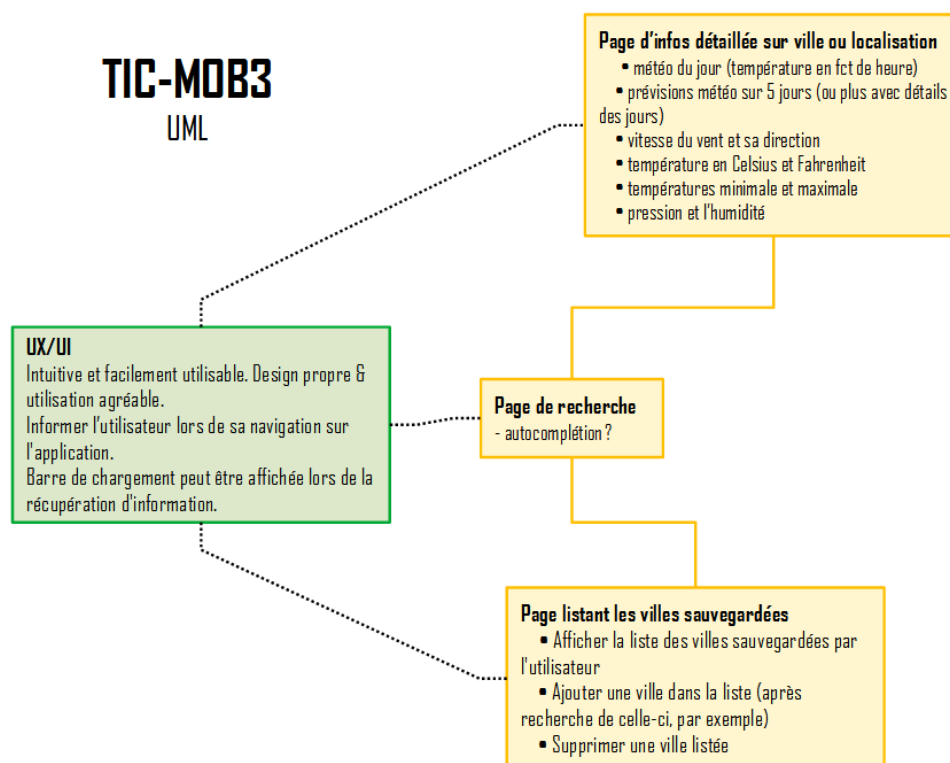 TIC-MOB3
UML
Page d'infos détaillée sur ville ou localisation
• météo du jour (température en fct de heure)
• prévisions météo sur 5 jours (ou plus avec détails
des jours)
• vitesse du vent et sa direction
• température en Celsius et Fahrenheit
• températures minimale et maximale
• pression et l'humidité
UX/UI
Intuitive et facilement utilisable. Design propre &
utilisation agréable.
Informer l'utilisateur lors de sa navigation sur
l'application.
Barre de chargement peut être affichée lors de la
récupération d'information.
Page de recherche
- autocomplétion ?
Page listant les villes sauvegardées
• Afficher la liste des villes sauvegardées par
l'utilisateur
• Ajouter une ville dans la liste (après
recherche de celle-ci, par exemple)
• Supprimer une ville listée